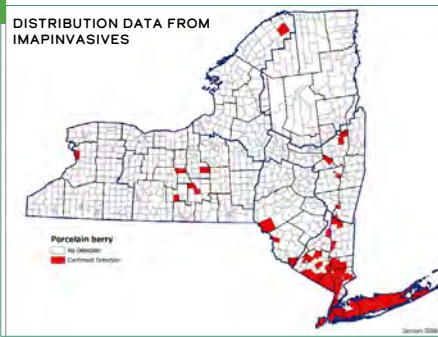 DISTRIBUTION DATA FROM
IMAPINVASIVES
Porcelain berry
No Detection
Confirmed Detection